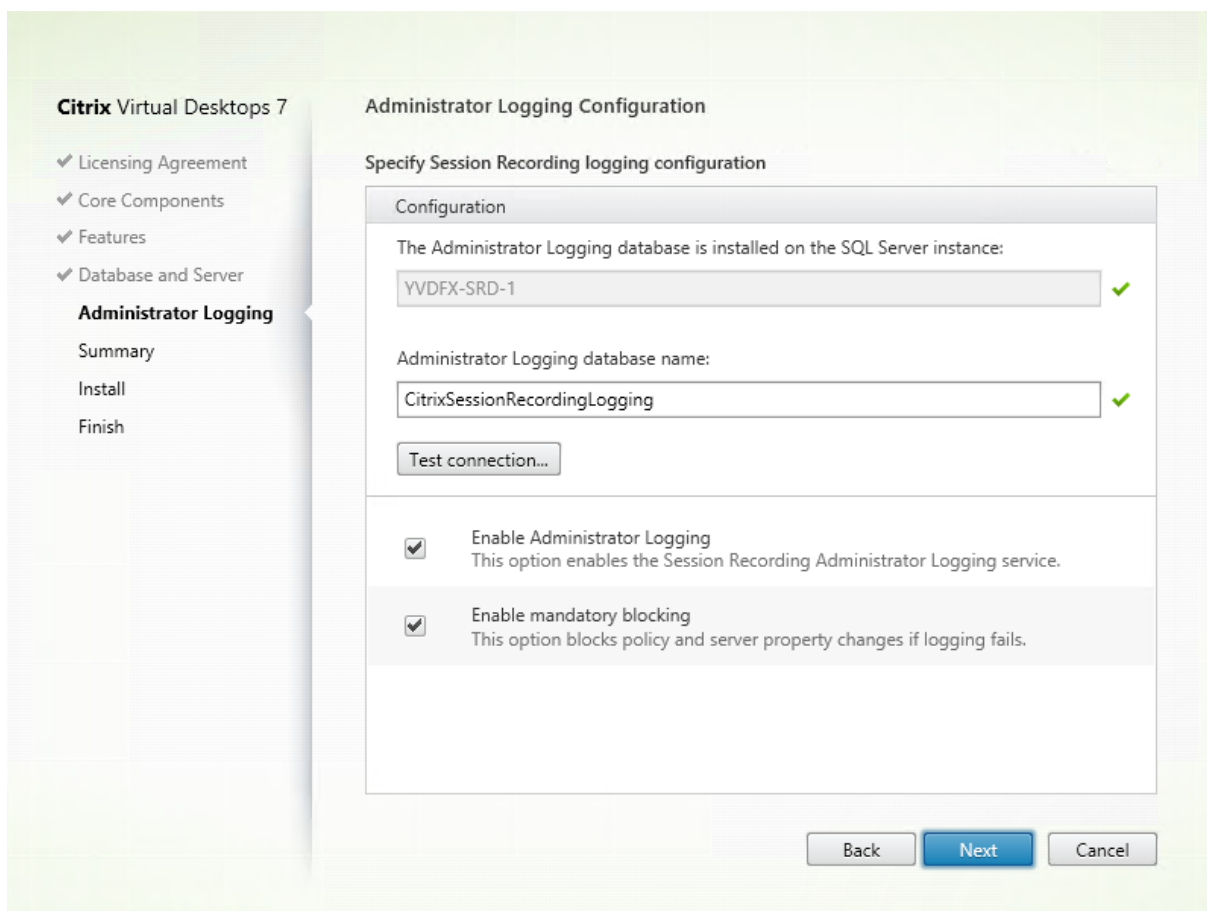 Citrix Virtual Desktops 7
Licensing Agreement
Core Components
Features
Database and Server
Administrator Logging
Summary
Install
Finish
Administrator Logging Configuration
Specify Session Recording logging configuration
Configuration
The Administrator Logging database is installed on the SQL Server instance:
YVDFX-SRD-1
Administrator Logging database name:
CitrixSessionRecordingLogging
Test connection...
Enable Administrator Logging
This option enables the Session Recording Administrator Logging service.
Enable mandatory blocking
This option blocks policy and server property changes if logging fails.
Back
Next
Cancel